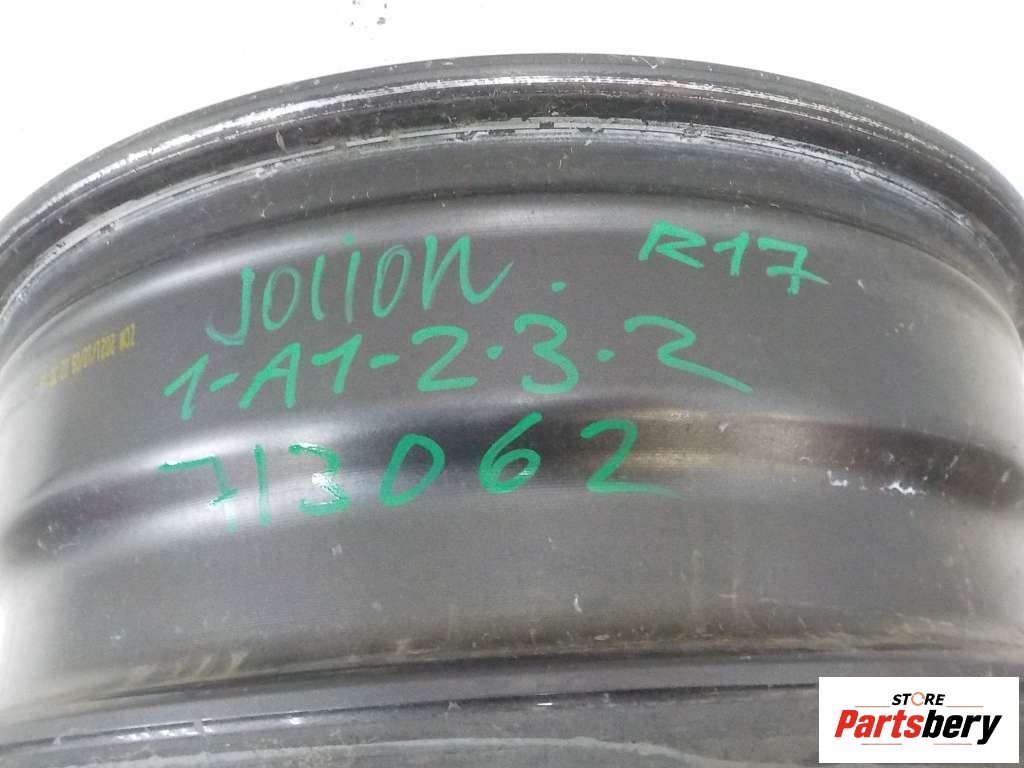 Jolion. R17
1-A1-2.3.2
713062
STORE
Partsbery